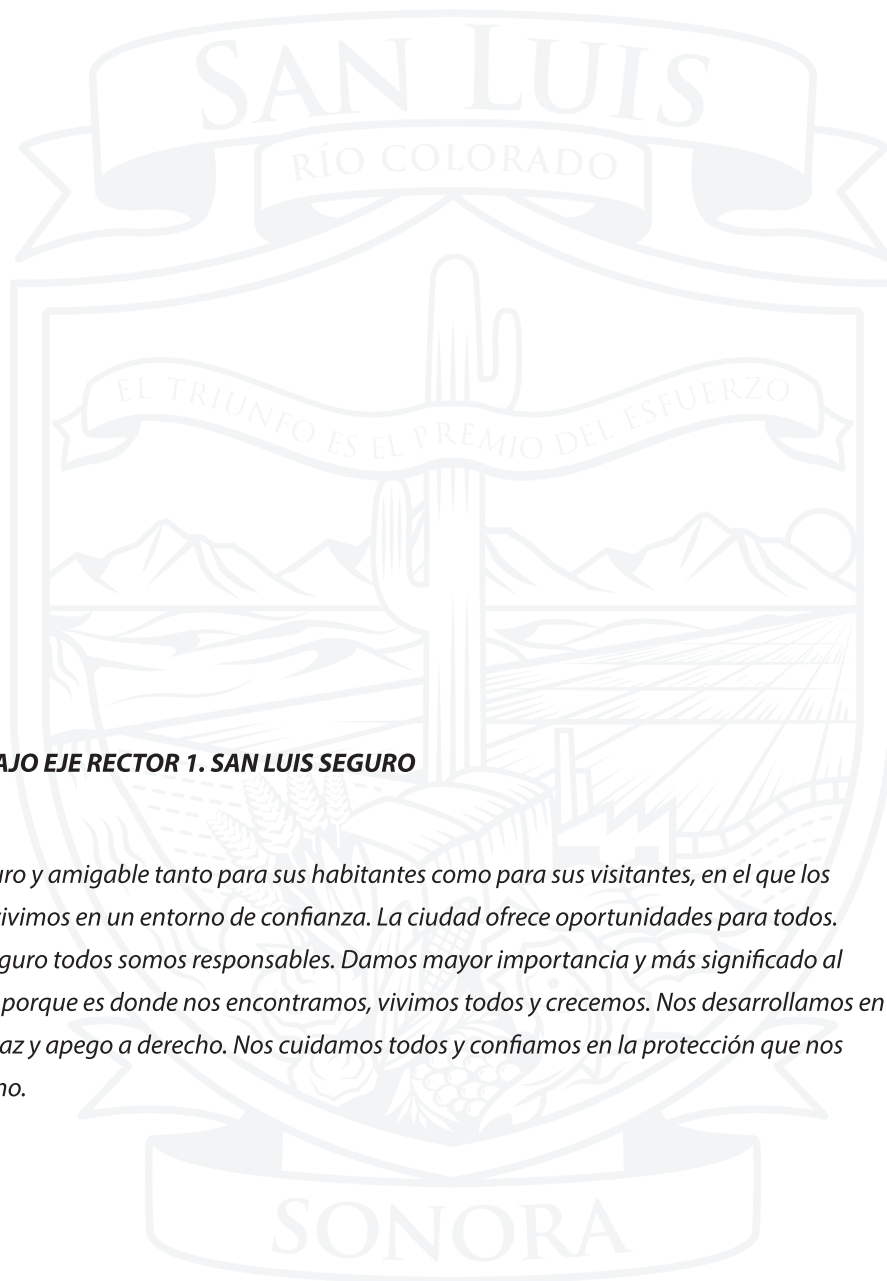 SAN LUIS
RÍO COLORADO
EL TRIUNFO ES EL PREMIO DEL ESFUERZO
AJO EJE RECTOR 1. SAN LUIS SEGURO
uro y amigable tanto para sus habitantes como para sus visitantes, en el que los
vivimos en un entorno de confianza. La ciudad ofrece oportunidades para todos.
guro todos somos responsables. Damos mayor importancia y más significado al
porque es donde nos encontramos, vivimos todos y crecemos. Nos desarrollamos en
az y apego a derecho. Nos cuidamos todos y confiamos en la protección que nos
no.
SONORA